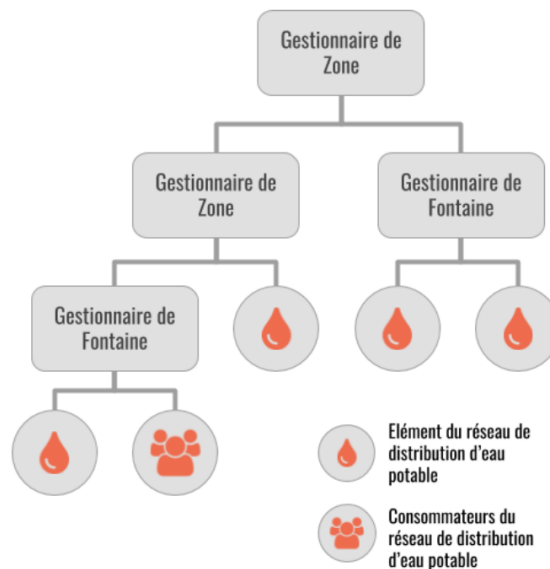 Gestionnaire de
Zone
Gestionnaire de
Zone
Gestionnaire de
Fontaine
Gestionnaire de
Fontaine
Elément du réseau de
distribution d'eau
potable
Consommateurs du
réseau de distribution
d'eau potable